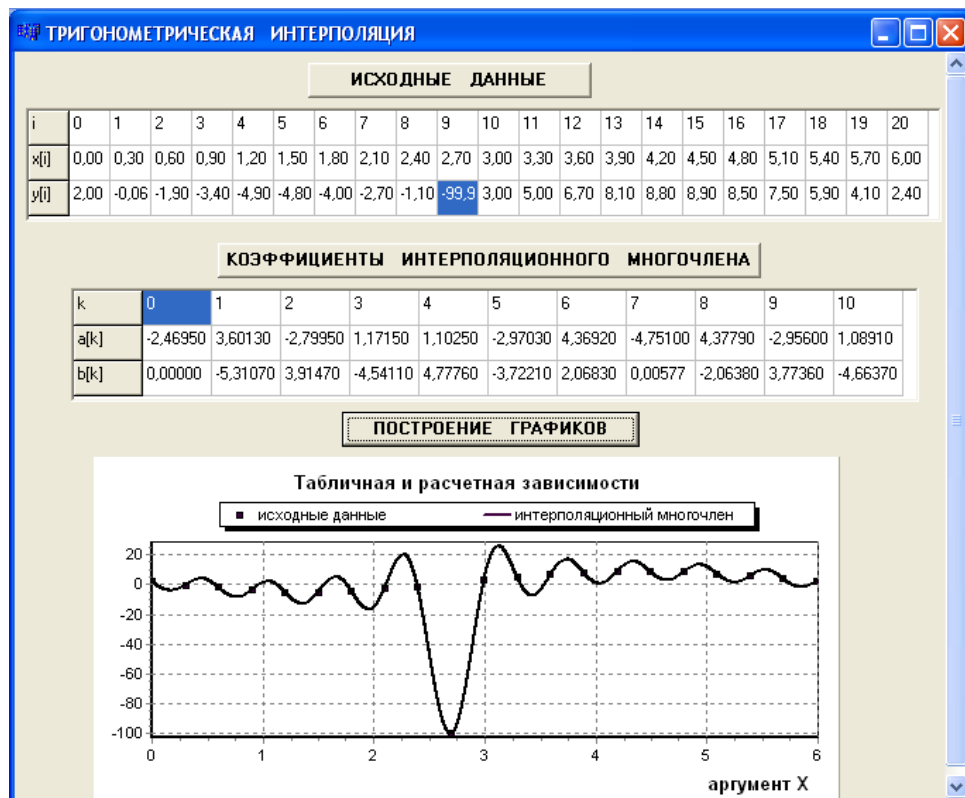 ТРИГОНОМЕТРИЧЕСКАЯ ИНТЕРПОЛЯЦИЯ
ИСХОДНЫЕ ДАННЫЕ
i 0 1 2 3 4 5 6 7 8 9 10 11 12 13 14 15 16 17 18 19 20
x[i] 0,00 0,30 0,60 0,90 1,20 1,50 1,80 2,10 2,40 2,70 3,00 3,30 3,60 3,90 4,20 4,50 4,80 5,10 5,40 5,70 6,00
y[i] 2,00 -0,06 -1,90 -3,40 -4,90 -4,80 -4,00 -2,70 -1,10 -99,9 3,00 5,00 6,70 8,10 8,80 8,90 8,50 7,50 5,90 4,10 2,40
КОЭФФИЦИЕНТЫ ИНТЕРПОЛЯЦИОННОГО МНОГОЧЛЕНА
k 0 1 2 3 4 5 6 7 8 9 10
a[k] -2,46950 3,60130 -2,79950 1,17150 1,10250 -2,97030 4,36920 -4,75100 4,37790 -2,95600 1,08910
b[k] 0,00000 -5,31070 3,91470 -4,54110 4,77760 -3,72210 2,06830 0,00577 -2,06380 3,77360 -4,66370
ПОСТРОЕНИЕ ГРАФИКОВ
Табличная и расчетная зависимости
исходные данные интерполяционный многочлен
20
0
-20
-40
-60
-80
-100
0 1 2 3 4 5 6
аргумент X